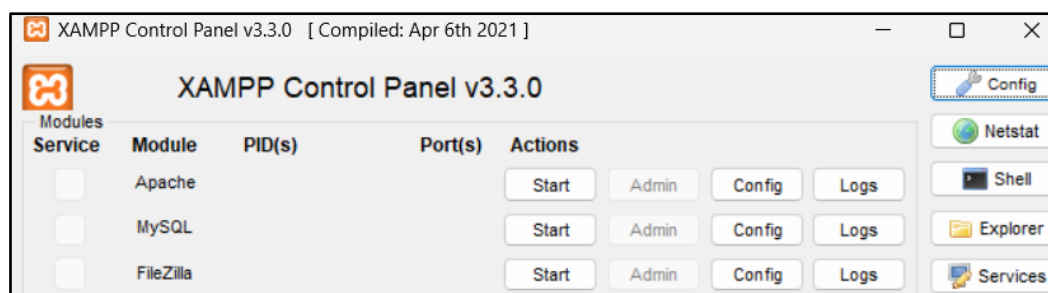 XAMPP Control Panel v3.3.0 [ Compiled: Apr 6th 2021 ]
XAMPP Control Panel v3.3.0
Config
Modules
Service Module PID(s) Port(s) Actions
Netstat
Apache Start Admin Config Logs
Shell
MySQL Start Admin Config Logs
Explorer
FileZilla Start Admin Config Logs
Services